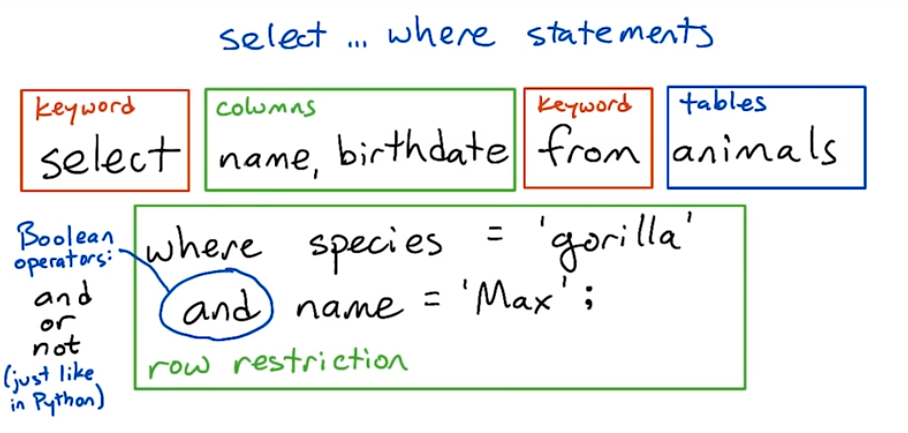 select ... where statements
keyword
select
columns
name, birthdate
keyword
from
tables
animals
Boolean
operators:
and
or
not
(just like
in Python)
where species = 'gorilla'
and name = 'Max' ;
row restriction